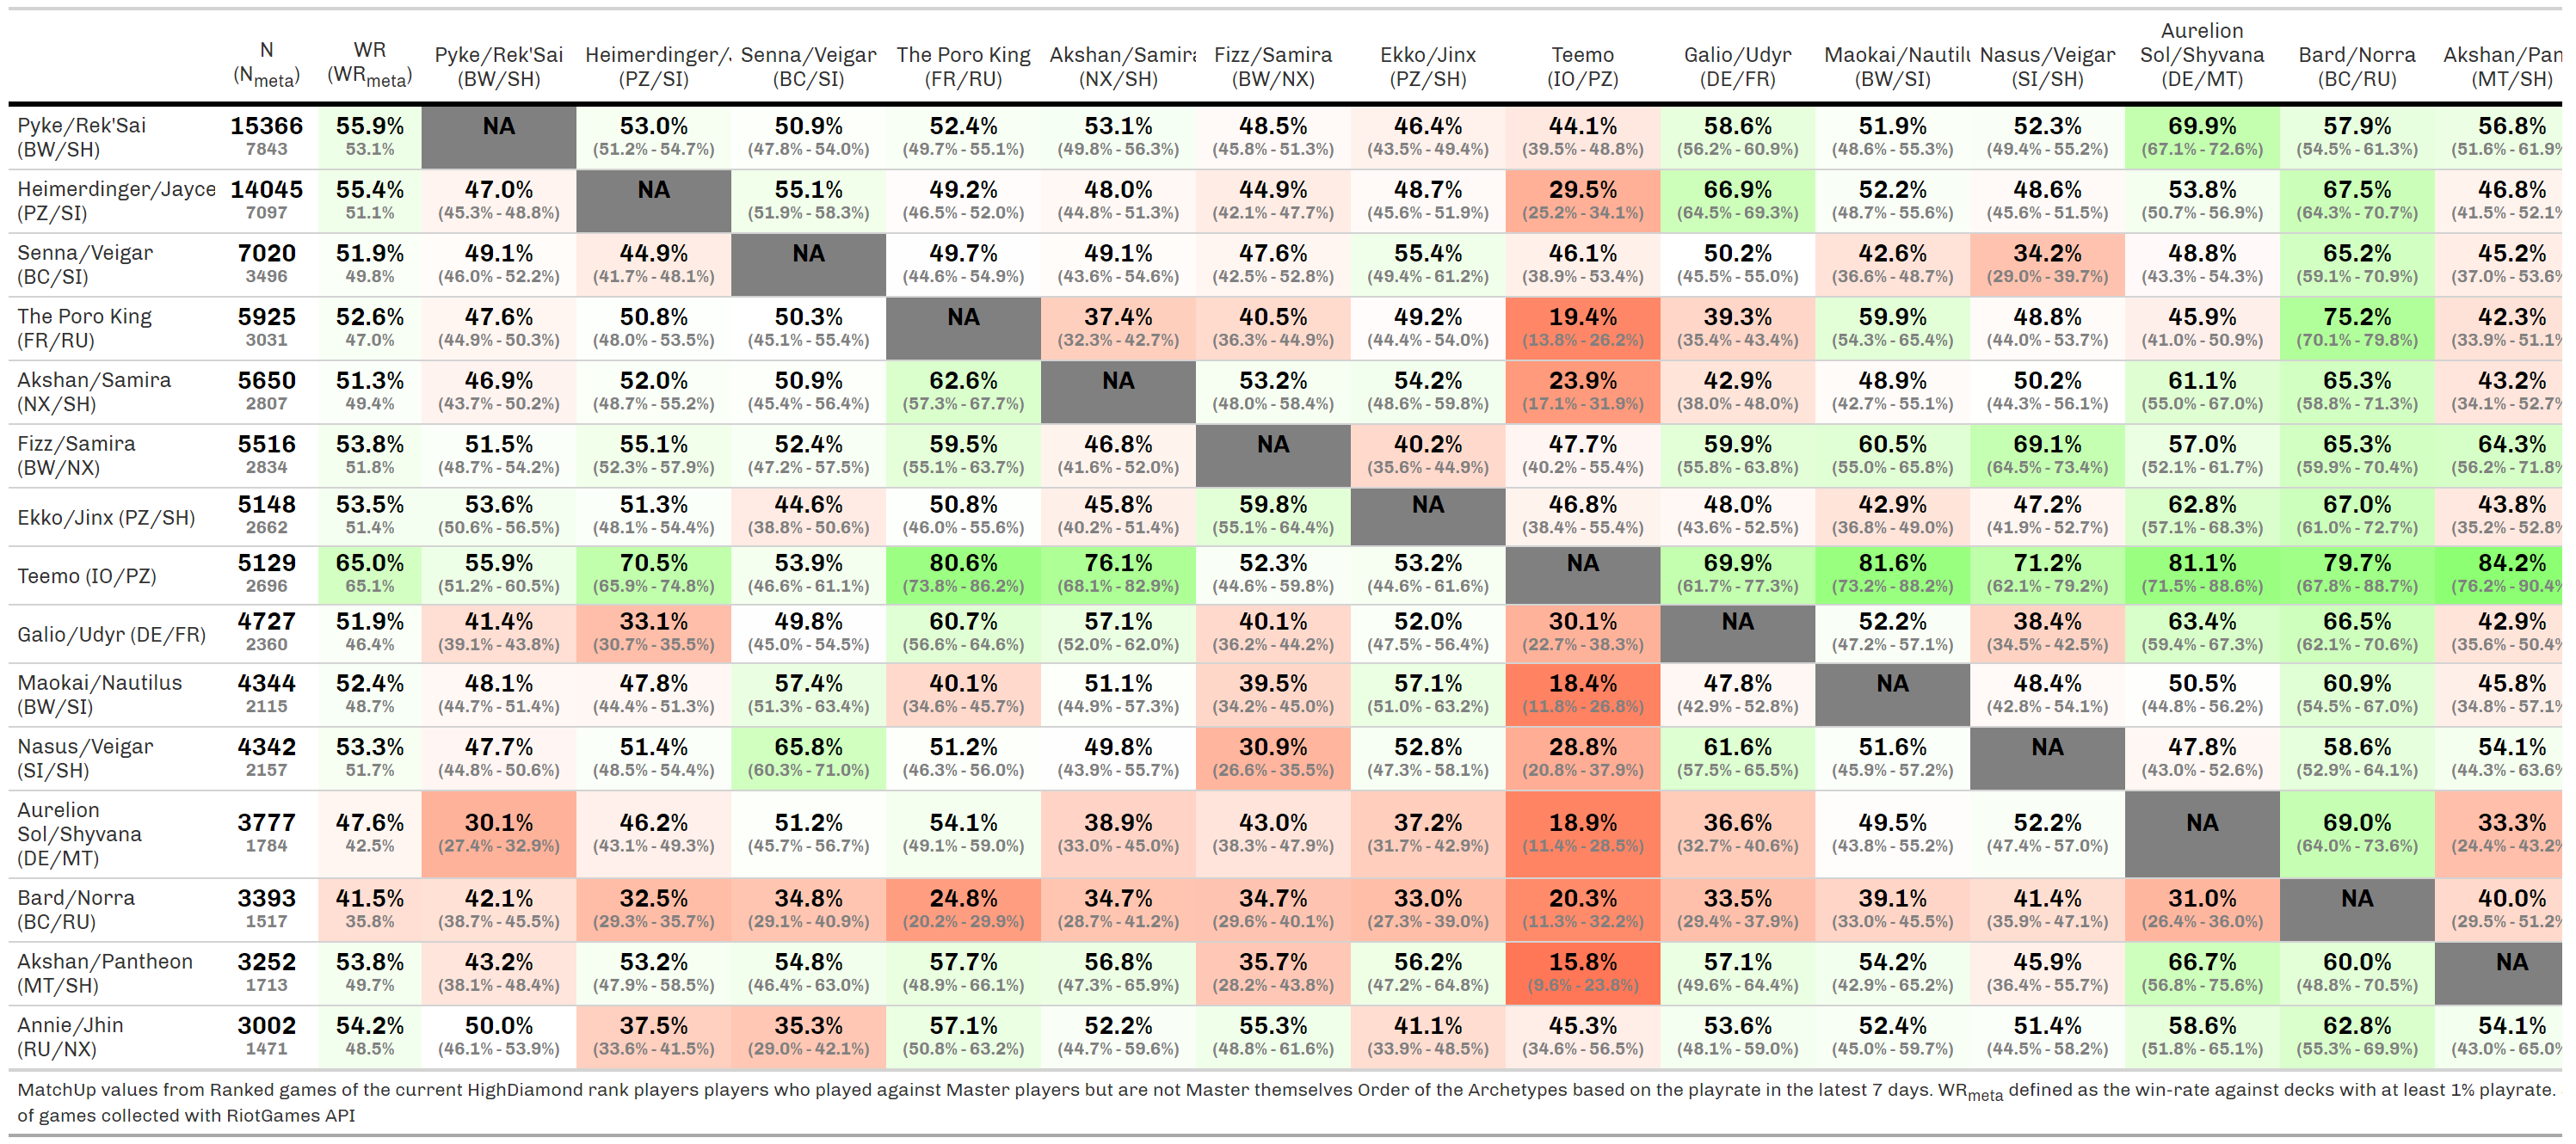 Aurelion
N WR Pyke/Rek'Sai Heimerdinger/ Senna/Veigar The Poro King Akshan/Samira Fizz/Samira Ekko/Jinx Teemo Galio/Udyr Maokai/Nautilu Nasus/Veigar Sol/Shyvana Bard/Norra Akshan/Pan
(Nmeta) (WRmeta) (BW/SH) (PZ/SI) (BC/SI) (FR/RU) (NX/SH) (BW/NX) (PZ/SH) (IO/PZ) (DE/FR) (BW/SI) (SI/SH) (DE/MT) (BC/RU) (MT/SH)
Pyke/Rek'Sai 15366 55.9% NA 53.0% 50.9% 52.4% 53.1% 48.5% 46.4% 44.1% 58.6% 51.9% 52.3% 69.9% 57.9% 56.8%
(BW/SH) 7843 53.1% (51.2% - 54.7%) (47.8% - 54.0%) (49.7% - 55.1%) (49.8% - 56.3%) (45.8% - 51.3%) (43.5% - 49.4%) (39.5% - 48.8%) (56.2% - 60.9%) (48.6% - 55.3%) (49.4% - 55.2%) (67.1% - 72.6%) (54.5% - 61.3%) (51.6% - 61.9%
Heimerdinger/Jayce 14045 55.4% 47.0% NA 55.1% 49.2% 48.0% 44.9% 48.7% 29.5% 66.9% 52.2% 48.6% 53.8% 67.5% 46.8%
(PZ/SI) 7097 51.1% (45.3% - 48.8%) (51.9% - 58.3%) (46.5% - 52.0%) (44.8% - 51.3%) (42.1% - 47.7%) (45.6% - 51.9%) (25.2% - 34.1%) (64.5% - 69.3%) (48.7% - 55.6%) (45.6% - 51.5%) (50.7% - 56.9%) (64.3% - 70.7%) (41.5% - 52.1%
Senna/Veigar 7020 51.9% 49.1% 44.9% NA 49.7% 49.1% 47.6% 55.4% 46.1% 50.2% 42.6% 34.2% 48.8% 65.2% 45.2%
(BC/SI) 3496 49.8% (46.0% - 52.2%) (41.7% - 48.1%) (44.6% - 54.9%) (43.6% - 54.6%) (42.5% - 52.8%) (49.4% - 61.2%) (38.9% - 53.4%) (45.5% - 55.0%) (36.6% - 48.7%) (29.0% - 39.7%) (43.3% - 54.3%) (59.1% - 70.9%) (37.0% - 53.6%
The Poro King 5925 52.6% 47.6% 50.8% 50.3% NA 37.4% 40.5% 49.2% 19.4% 39.3% 59.9% 48.8% 45.9% 75.2% 42.3%
(FR/RU) 3031 47.0% (44.9% - 50.3%) (48.0% - 53.5%) (45.1% - 55.4%) (32.3% - 42.7%) (36.3% - 44.9%) (44.4% - 54.0%) (13.8% - 26.2%) (35.4% - 43.4%) (54.3% - 65.4%) (44.0% - 53.7%) (41.0% - 50.9%) (70.1% - 79.8%) (33.9% - 51.1%
Akshan/Samira 5650 51.3% 46.9% 52.0% 50.9% 62.6% NA 53.2% 54.2% 23.9% 42.9% 48.9% 50.2% 61.1% 65.3% 43.2%
(NX/SH) 2807 49.4% (43.7% - 50.2%) (48.7% - 55.2%) (45.4% - 56.4%) (57.3% - 67.7%) (48.0% - 58.4%) (48.6% - 59.8%) (17.1% - 31.9%) (38.0% - 48.0%) (42.7% - 55.1%) (44.3% - 56.1%) (55.0% - 67.0%) (58.8% - 71.3%) (34.1% - 52.7%
Fizz/Samira 5516 53.8% 51.5% 55.1% 52.4% 59.5% 46.8% NA 40.2% 47.7% 59.9% 60.5% 69.1% 57.0% 65.3% 64.3%
(BW/NX) 2834 51.8% (48.7% - 54.2%) (52.3% - 57.9%) (47.2% - 57.5%) (55.1% - 63.7%) (41.6% - 52.0%) (35.6% - 44.9%) (40.2% - 55.4%) (55.8% - 63.8%) (55.0% - 65.8%) (64.5% - 73.4%) (52.1% - 61.7%) (59.9% - 70.4%) (56.2% - 71.8%
Ekko/Jinx (PZ/SH) 5148 53.5% 53.6% 51.3% 44.6% 50.8% 45.8% 59.8% NA 46.8% 48.0% 42.9% 47.2% 62.8% 67.0% 43.8%
2662 51.4% (50.6% - 56.5%) (48.1% - 54.4%) (38.8% - 50.6%) (46.0% - 55.6%) (40.2% - 51.4%) (55.1% - 64.4%) (38.4% - 55.4%) (43.6% - 52.5%) (36.8% - 49.0%) (41.9% - 52.7%) (57.1% - 68.3%) (61.0% - 72.7%) (35.2% - 52.8%
Teemo (IO/PZ) 5129 65.0% 55.9% 70.5% 53.9% 80.6% 76.1% 52.3% 53.2% NA 69.9% 81.6% 71.2% 81.1% 79.7% 84.2%
2696 65.1% (51.2% - 60.5%) (65.9% - 74.8%) (46.6% - 61.1%) (73.8% - 86.2%) (68.1% - 82.9%) (44.6% - 59.8%) (44.6% - 61.6%) (61.7% - 77.3%) (73.2% - 88.2%) (62.1% - 79.2%) (71.5% - 88.6%) (67.8% - 88.7%) (76.2% - 90.4%
Galio/Udyr (DE/FR) 4727 51.9% 41.4% 33.1% 49.8% 60.7% 57.1% 40.1% 52.0% 30.1% NA 52.2% 38.4% 63.4% 66.5% 42.9%
2360 46.4% (39.1% - 43.8%) (30.7% - 35.5%) (45.0% - 54.5%) (56.6% - 64.6%) (52.0% - 62.0%) (36.2% - 44.2%) (47.5% - 56.4%) (22.7% - 38.3%) (47.2% - 57.1%) (34.5% - 42.5%) (59.4% - 67.3%) (62.1% - 70.6%) (35.6% - 50.4%
Maokai/Nautilus 4344 52.4% 48.1% 47.8% 57.4% 40.1% 51.1% 39.5% 57.1% 18.4% 47.8% NA 48.4% 50.5% 60.9% 45.8%
(BW/SI) 2115 48.7% (44.7% - 51.4%) (44.4% - 51.3%) (51.3% - 63.4%) (34.6% - 45.7%) (44.9% - 57.3%) (34.2% - 45.0%) (51.0% - 63.2%) (11.8% - 26.8%) (42.9% - 52.8%) (42.8% - 54.1%) (44.8% - 56.2%) (54.5% - 67.0%) (34.8% - 57.1%
Nasus/Veigar 4342 53.3% 47.7% 51.4% 65.8% 51.2% 49.8% 30.9% 52.8% 28.8% 61.6% 51.6% NA 47.8% 58.6% 54.1%
(SI/SH) 2157 51.7% (44.8% - 50.6%) (48.5% - 54.4%) (60.3% - 71.0%) (46.3% - 56.0%) (43.9% - 55.7%) (26.6% - 35.5%) (47.3% - 58.1%) (20.8% - 37.9%) (57.5% - 65.5%) (45.9% - 57.2%) (43.0% - 52.6%) (52.9% - 64.1%) (44.3% - 63.6%
Aurelion
Sol/Shyvana 3777 47.6% 30.1% 46.2% 51.2% 54.1% 38.9% 43.0% 37.2% 18.9% 36.6% 49.5% 52.2% NA 69.0% 33.3%
(DE/MT) 1784 42.5% (27.4% - 32.9%) (43.1% - 49.3%) (45.7% - 56.7%) (49.1% - 59.0%) (33.0% - 45.0%) (38.3% - 47.9%) (31.7% - 42.9%) (11.4% - 28.5%) (32.7% - 40.6%) (43.8% - 55.2%) (47.4% - 57.0%) (64.0% - 73.6%) (24.4% - 43.2%
Bard/Norra 3393 41.5% 42.1% 32.5% 34.8% 24.8% 34.7% 34.7% 33.0% 20.3% 33.5% 39.1% 41.4% 31.0% NA 40.0%
(BC/RU) 1517 35.8% (38.7% - 45.5%) (29.3% - 35.7%) (29.1% - 40.9%) (20.2% - 29.9%) (28.7% - 41.2%) (29.6% - 40.1%) (27.3% - 39.0%) (11.3% - 32.2%) (29.4% - 37.9%) (33.0% - 45.5%) (35.9% - 47.1%) (26.4% - 36.0%) (29.5% - 51.2%
Akshan/Pantheon 3252 53.8% 43.2% 53.2% 54.8% 57.7% 56.8% 35.7% 56.2% 15.8% 57.1% 54.2% 45.9% 66.7% 60.0% NA
(MT/SH) 1713 49.7% (38.1% - 48.4%) (47.9% - 58.5%) (46.4% - 63.0%) (48.9% - 66.1%) (47.3% - 65.9%) (28.2% - 43.8%) (47.2% - 64.8%) (9.6% - 23.8%) (49.6% - 64.4%) (42.9% - 65.2%) (36.4% - 55.7%) (56.8% - 75.6%) (48.8% - 70.5%)
Annie/Jhin 3002 54.2% 50.0% 37.5% 35.3% 57.1% 52.2% 55.3% 41.1% 45.3% 53.6% 52.4% 51.4% 58.6% 62.8% 54.1%
(RU/NX) 1471 48.5% (46.1% - 53.9%) (33.6% - 41.5%) (29.0% - 42.1%) (50.8% - 63.2%) (44.7% - 59.6%) (48.8% - 61.6%) (33.9% - 48.5%) (34.6% - 56.5%) (48.1% - 59.0%) (45.0% - 59.7%) (44.5% - 58.2%) (51.8% - 65.1%) (55.3% - 69.9%) (43.0% - 65.0%
MatchUp values from Ranked games of the current HighDiamond rank players players who played against Master players but are not Master themselves Order of the Archetypes based on the playrate in the latest 7 days. WRmeta defined as the win-rate against decks with at least 1% playrate.
of games collected with RiotGames API